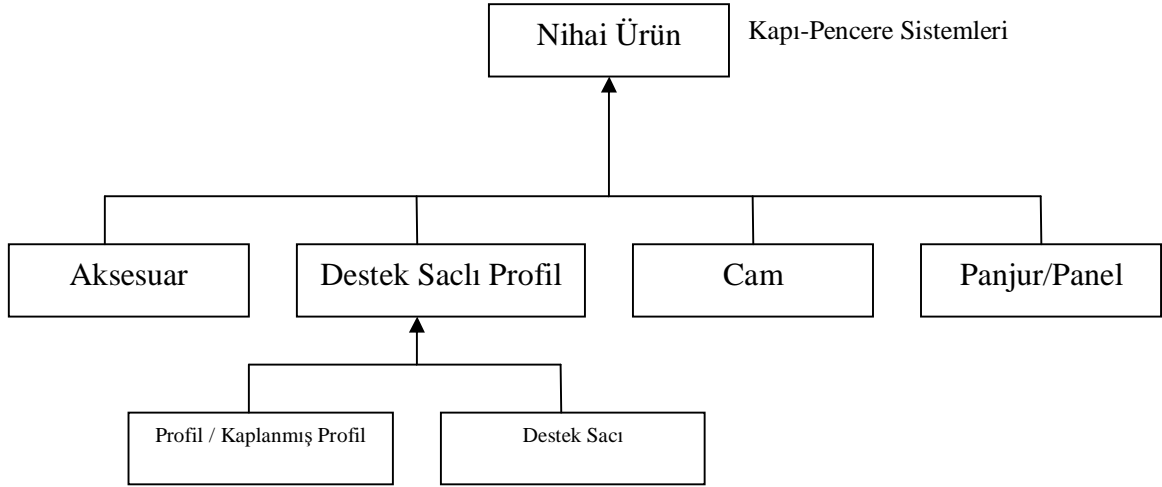 Nihai Ürün
Kapı-Pencere Sistemleri
Aksesuar
Destek Saclı Profil
Cam
Panjur/Panel
Profil / Kaplanmış Profil
Destek Sacı